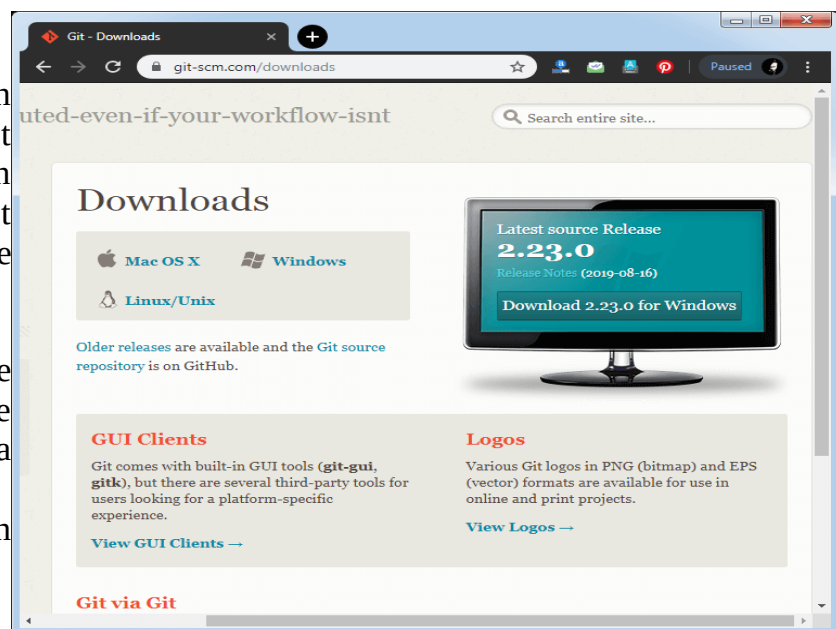 Git - Downloads
git-scm.com/downloads
Paused
uted-even-if-your-workflow-isnt
Search entire site...
Downloads
Mac OS X
Windows
Linux/Unix
Older releases are available and the Git source
repository is on GitHub.
Latest source Release
2.23.0
Release Notes (2019-08-16)
Download 2.23.0 for Windows
GUI Clients
Git comes with built-in GUI tools (git-gui,
gitk), but there are several third-party tools for
users looking for a platform-specific
experience.
View GUI Clients →
Logos
Various Git logos in PNG (bitmap) and EPS
(vector) formats are available for use in
online and print projects.
View Logos →
Git via Git